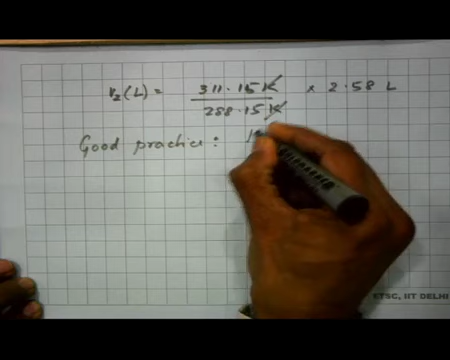 V₂(L) = 311.15 K / 288.15 K × 2.58 L
Good practice :
ETSC, IIT DELHI